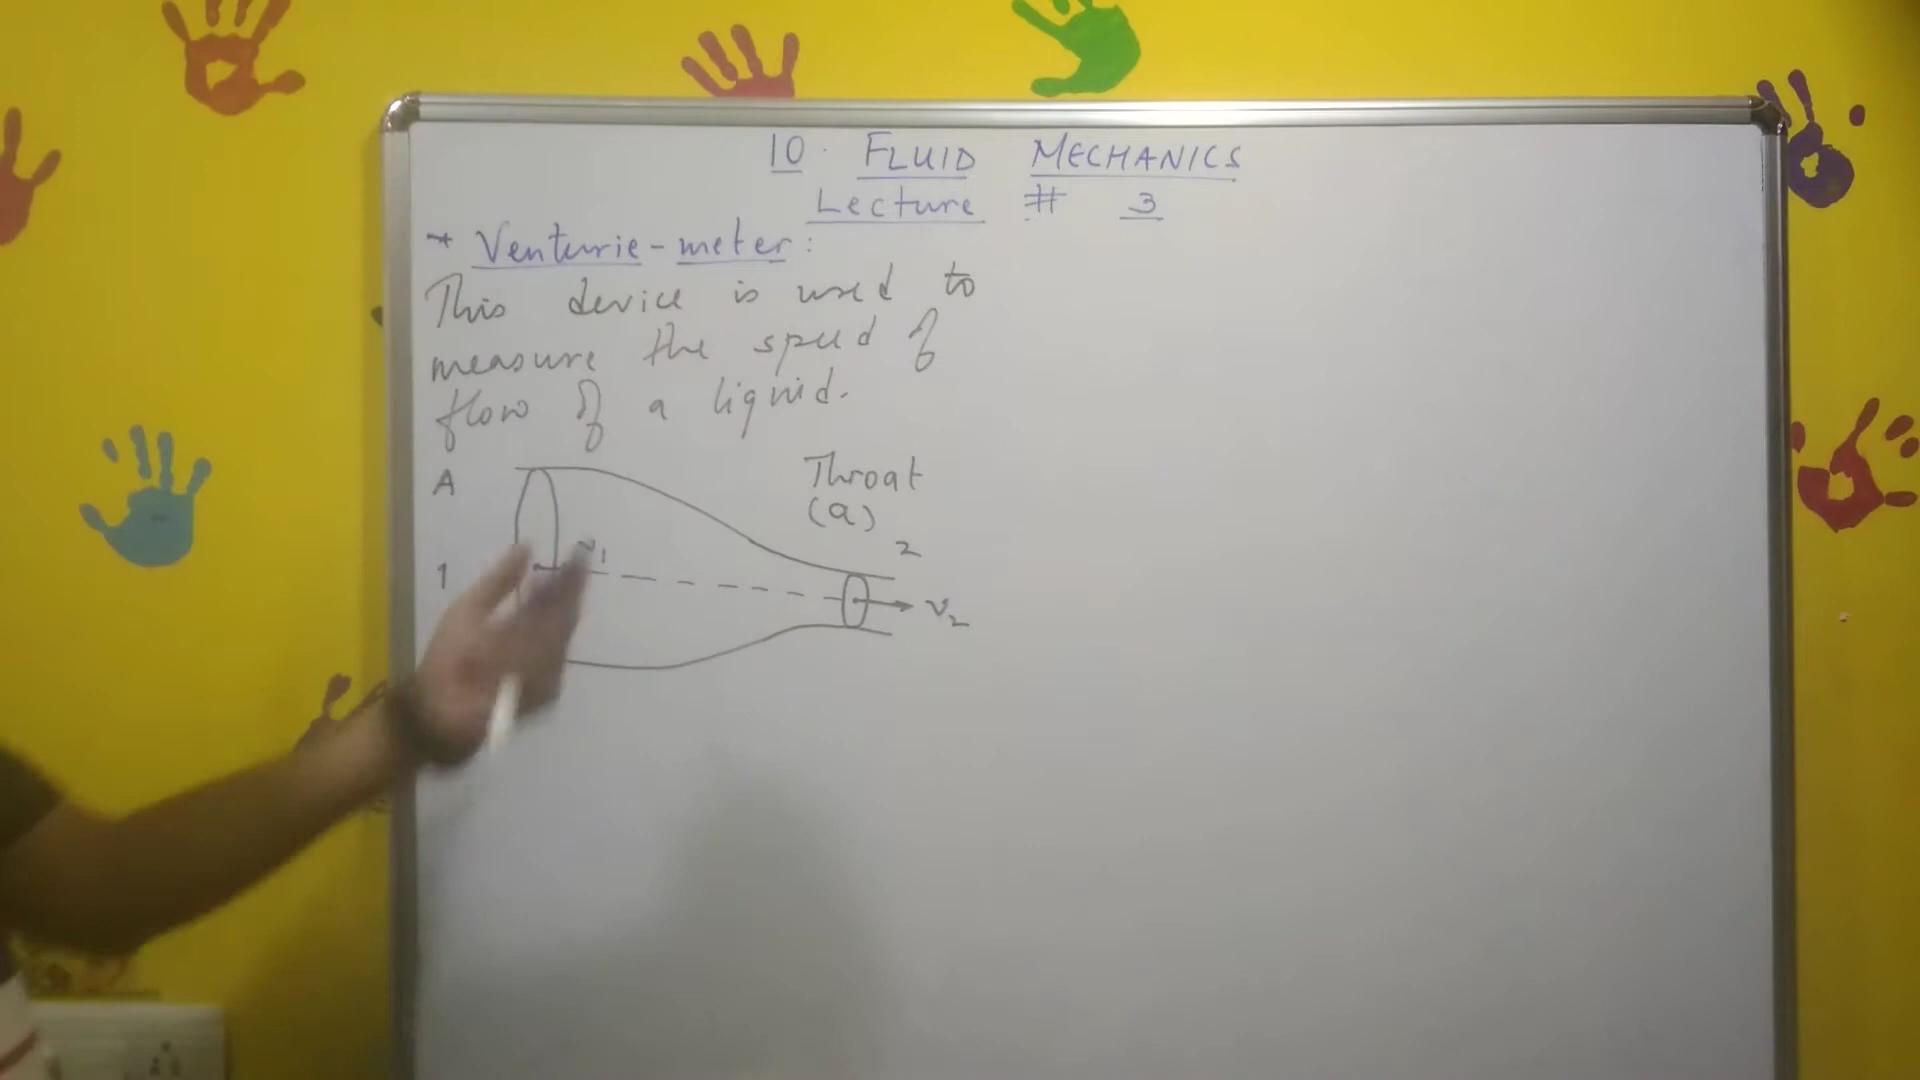 10. FLUID MECHANICS
Lecture # 3
* Venturie-meter:
This device is used to
measure the speed of
flow of a liquid.
A
Throat
(a)
2
1
v1
v2